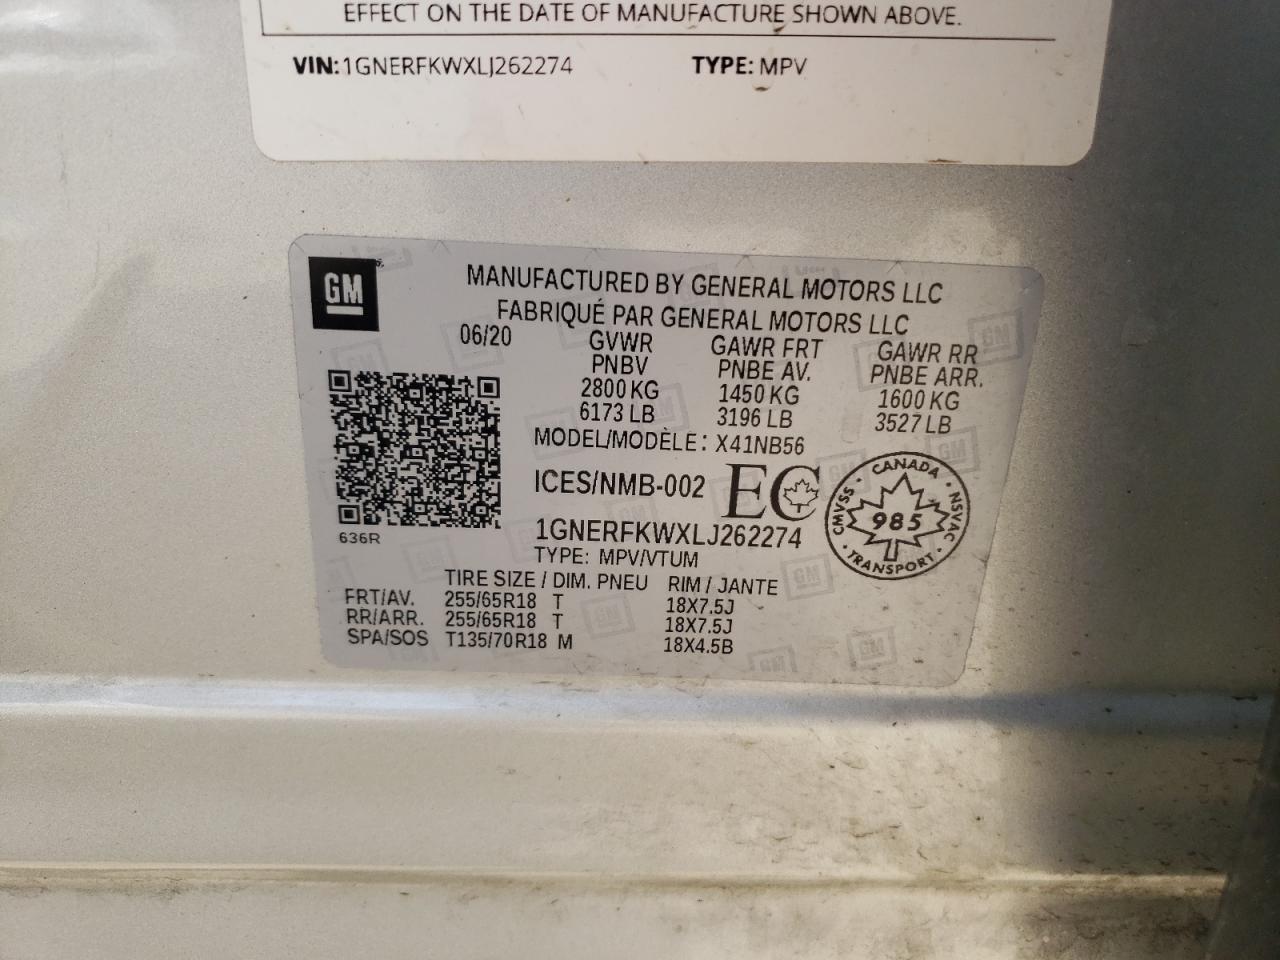 EFFECT ON THE DATE OF MANUFACTURE SHOWN ABOVE.
VIN:1GNERFKWXLJ262274 TYPE: MPV
GM
MANUFACTURED BY GENERAL MOTORS LLC
FABRIQUÉ PAR GENERAL MOTORS LLC
06/20 GVWR GAWR FRT GAWR RR
PNBV PNBE AV. PNBE ARR.
2800 KG 1450 KG 1600 KG
6173 LB 3196 LB 3527 LB
MODEL/MODÈLE: X41NB56
ICES/NMB-002 EC
CANADA
CMVSS · NSVAC
985
TRANSPORT
1GNERFKWXLJ262274
636R
TYPE: MPV/VTUM
TIRE SIZE / DIM. PNEU RIM / JANTE
FRT/AV. 255/65R18 T 18X7.5J
RR/ARR. 255/65R18 T 18X7.5J
SPA/SOS T135/70R18 M 18X4.5B